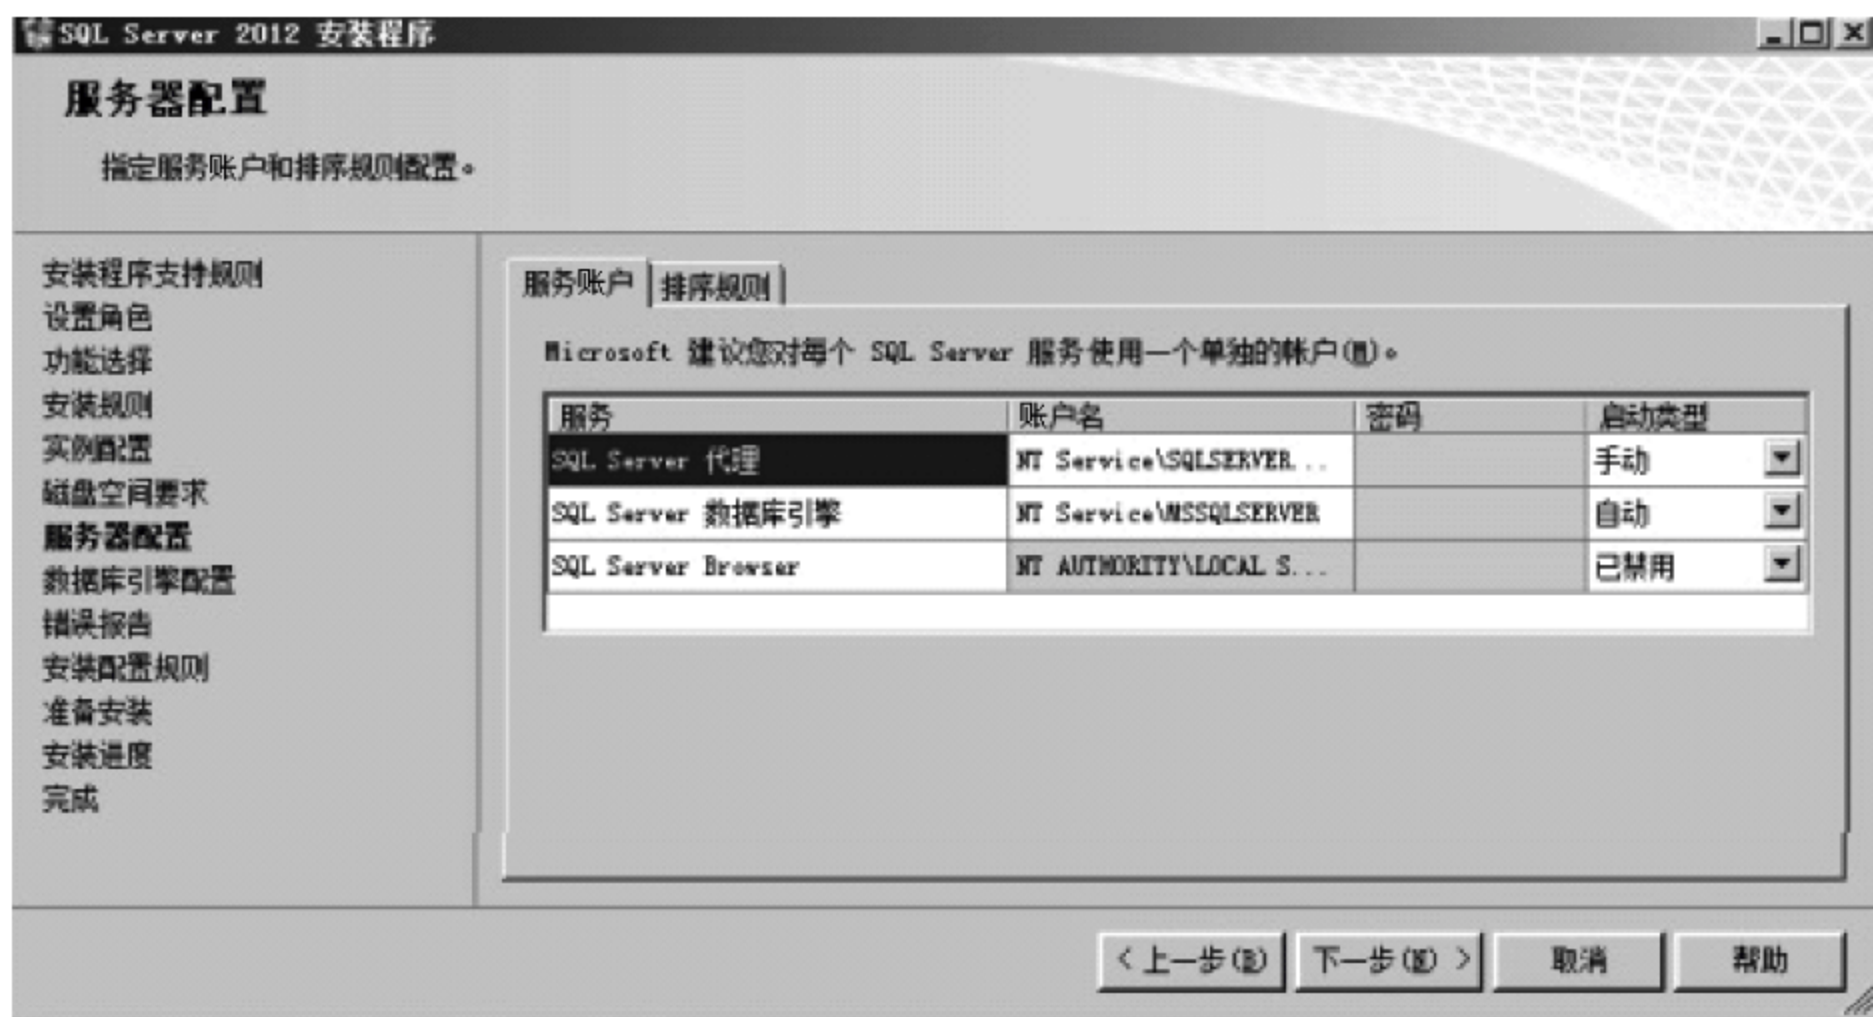 SQL Server 2012 安装程序
服务器配置
指定服务账户和排序规则配置。
安装程序支持规则
设置角色
功能选择
安装规则
实例配置
磁盘空间要求
服务器配置
数据库引擎配置
错误报告
安装配置规则
准备安装
安装进度
完成
服务账户 排序规则
Microsoft 建议您对每个 SQL Server 服务使用一个单独的帐户(M)。
服务 账户名 密码 启动类型
SQL Server 代理 NT Service\SQLSERVER... 手动
SQL Server 数据库引擎 NT Service\MSSQLSERVER 自动
SQL Server Browser NT AUTHORITY\LOCAL S... 已禁用
< 上一步(B) 下一步(N) > 取消 帮助